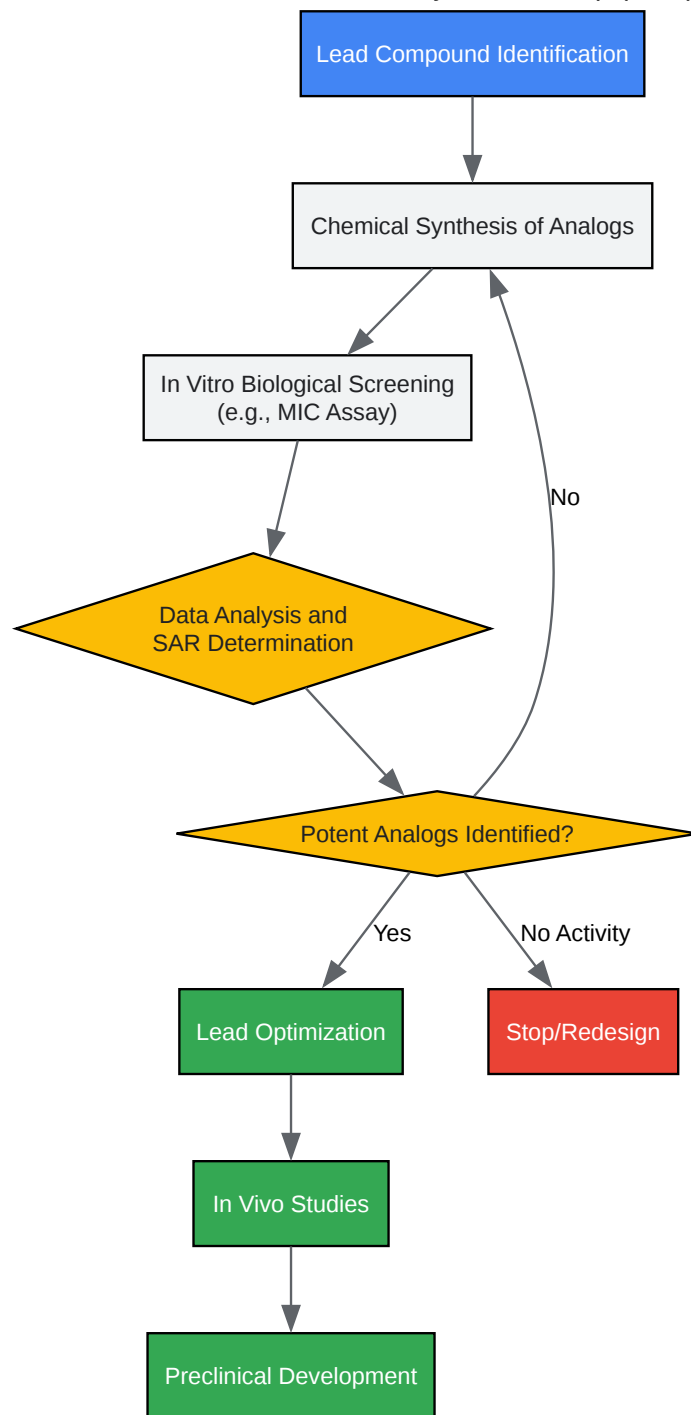 Lead Compound Identification
Chemical Synthesis of Analogs
In Vitro Biological Screening
(e.g., MIC Assay)
No
Data Analysis and
SAR Determination
Potent Analogs Identified?
Yes
No Activity
Lead Optimization
Stop/Redesign
In Vivo Studies
Preclinical Development